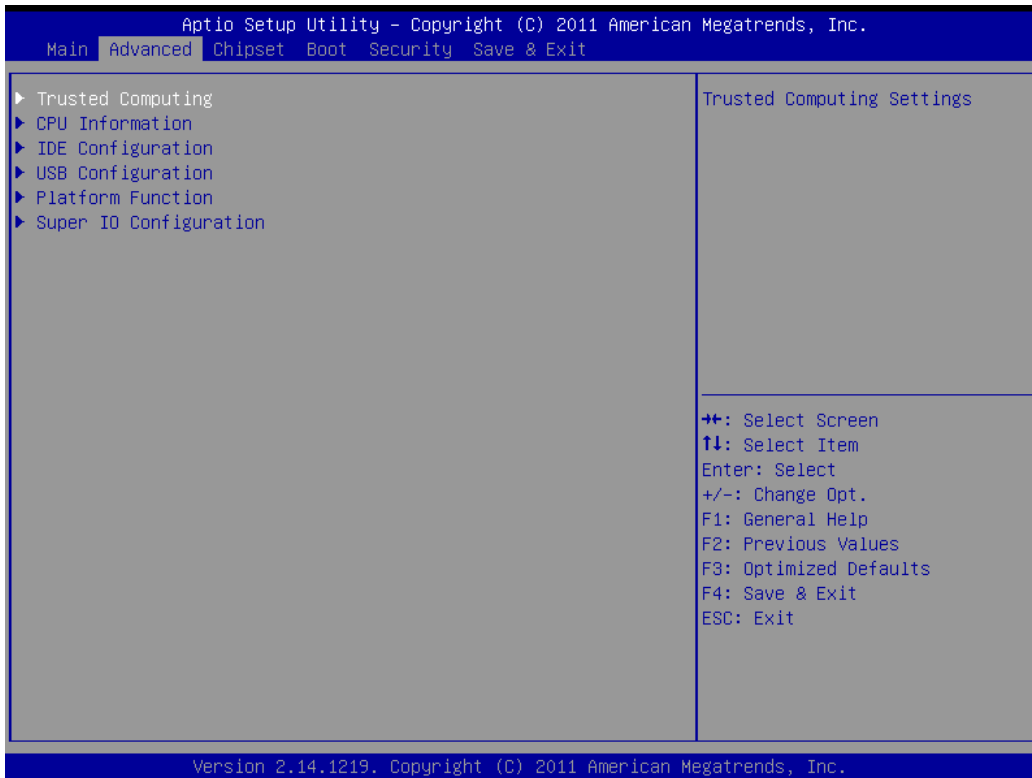 Aptio Setup Utility – Copyright (C) 2011 American Megatrends, Inc.
Main Advanced Chipset Boot Security Save & Exit
Trusted Computing
CPU Information
IDE Configuration
USB Configuration
Platform Function
Super IO Configuration
Trusted Computing Settings
→←: Select Screen
↑↓: Select Item
Enter: Select
+/-: Change Opt.
F1: General Help
F2: Previous Values
F3: Optimized Defaults
F4: Save & Exit
ESC: Exit
Version 2.14.1219. Copyright (C) 2011 American Megatrends, Inc.